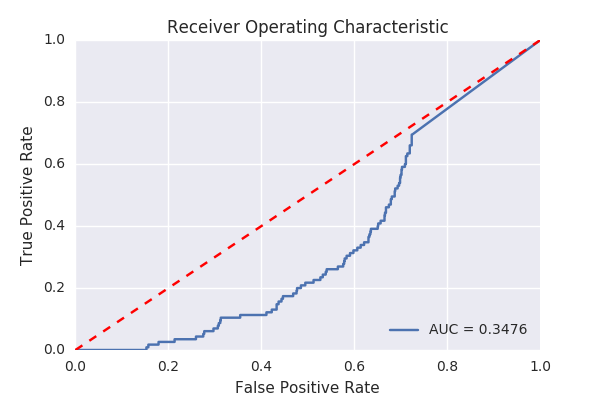 Receiver Operating Characteristic
1.0
0.8
0.6
0.4
0.2
0.0
True Positive Rate
AUC = 0.3476
0.0 0.2 0.4 0.6 0.8 1.0
False Positive Rate